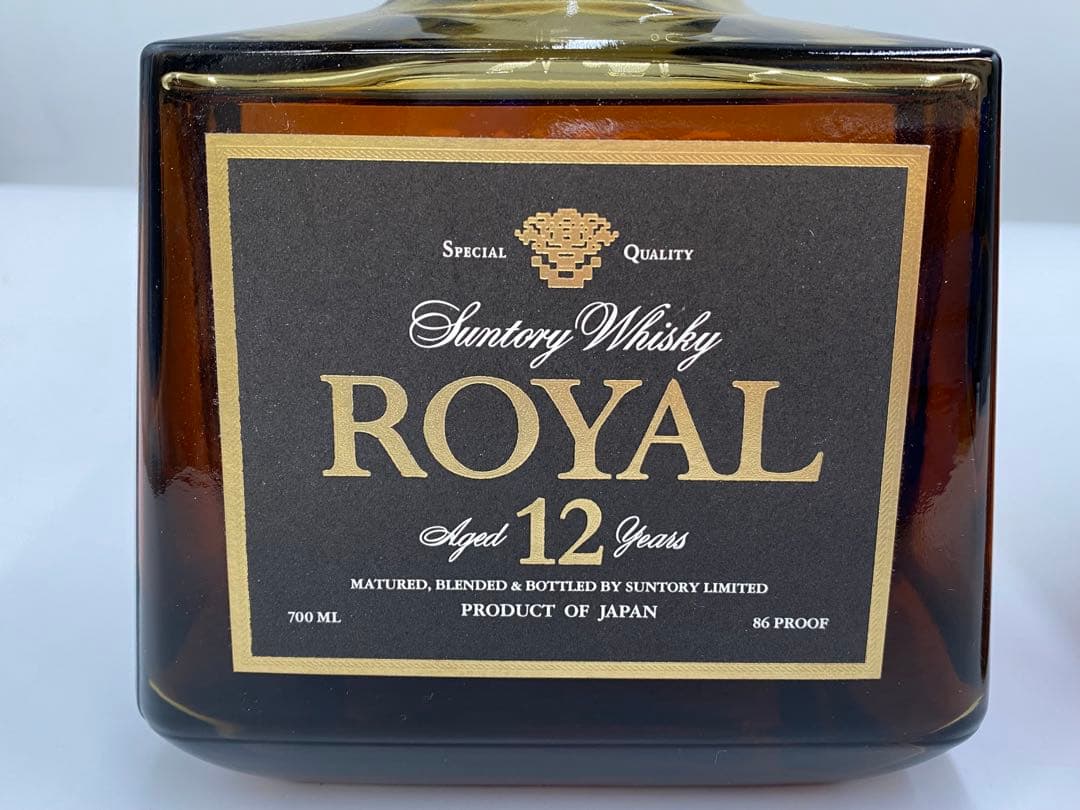 SPECIAL QUALITY
Suntory Whisky
ROYAL
Aged 12 Years
MATURED, BLENDED & BOTTLED BY SUNTORY LIMITED
PRODUCT OF JAPAN
700 ML 86 PROOF